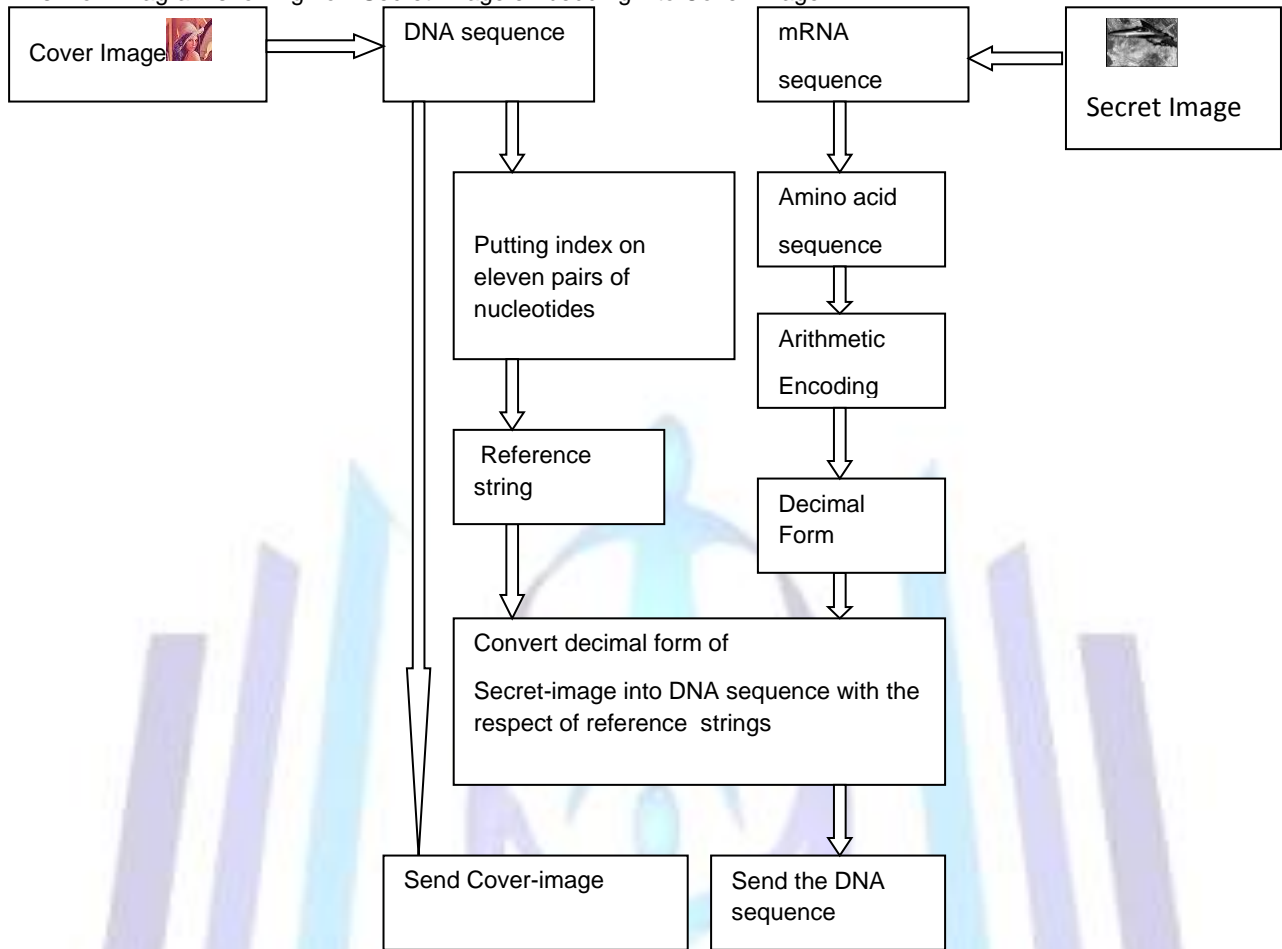 Cover Image
DNA sequence
mRNA
sequence
Secret Image
Putting index on
eleven pairs of
nucleotides
Amino acid
sequence
Arithmetic
Encoding
Reference
string
Decimal
Form
Convert decimal form of
Secret-image into DNA sequence with the
respect of reference strings
Send Cover-image
Send the DNA
sequence